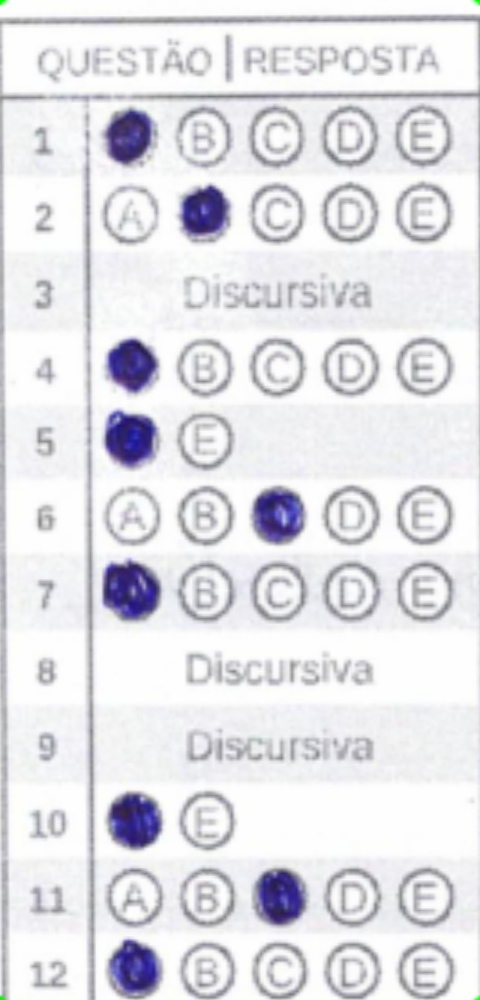 QUESTÃO | RESPOSTA
1 B C D E
2 A C D E
3 Discursiva
4 B C D E
5 E
6 A B D E
7 B C D E
8 Discursiva
9 Discursiva
10 E
11 A B D E
12 B C D E